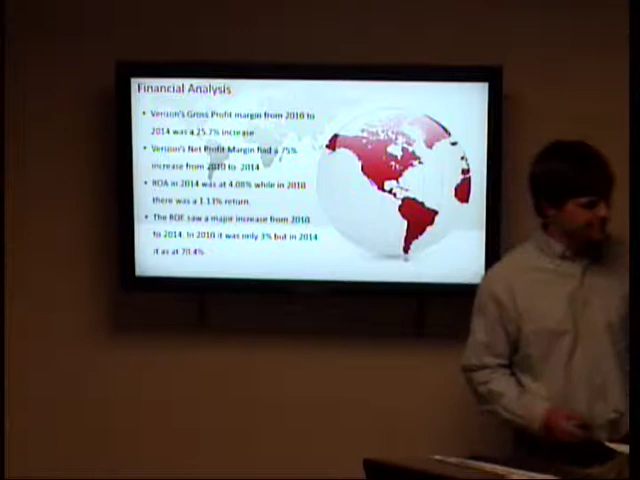 Financial Analysis
• Verizon's Gross Profit margin from 2010 to
2014 was a 25.7% increase
• Verizon's Net Profit Margin had a 75%
increase from 2010 to 2014
• ROA in 2014 was at 4.08% while in 2010
there was a 1.13% return.
• The ROE saw a major increase from 2010
to 2014. In 2010 it was only 3% but in 2014
it as at 70.4%